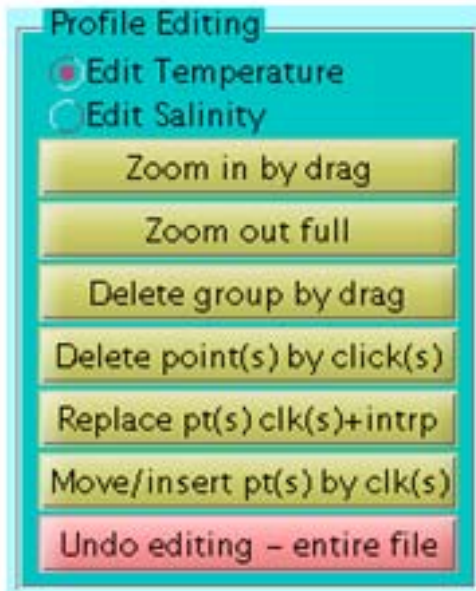 Profile Editing
Edit Temperature
Edit Salinity
Zoom in by drag
Zoom out full
Delete group by drag
Delete point(s) by click(s)
Replace pt(s) clk(s)+intrp
Move/insert pt(s) by clk(s)
Undo editing – entire file